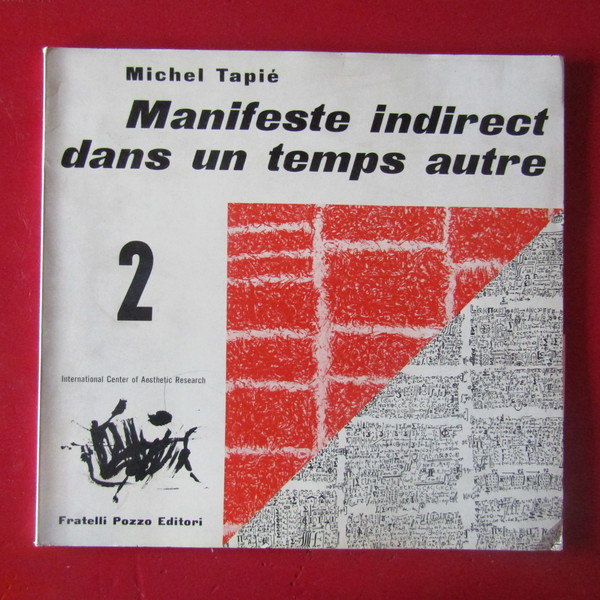 Michel Tapié
Manifeste indirect
dans un temps autre
2
International Center of Aesthetic Research
Fratelli Pozzo Editori